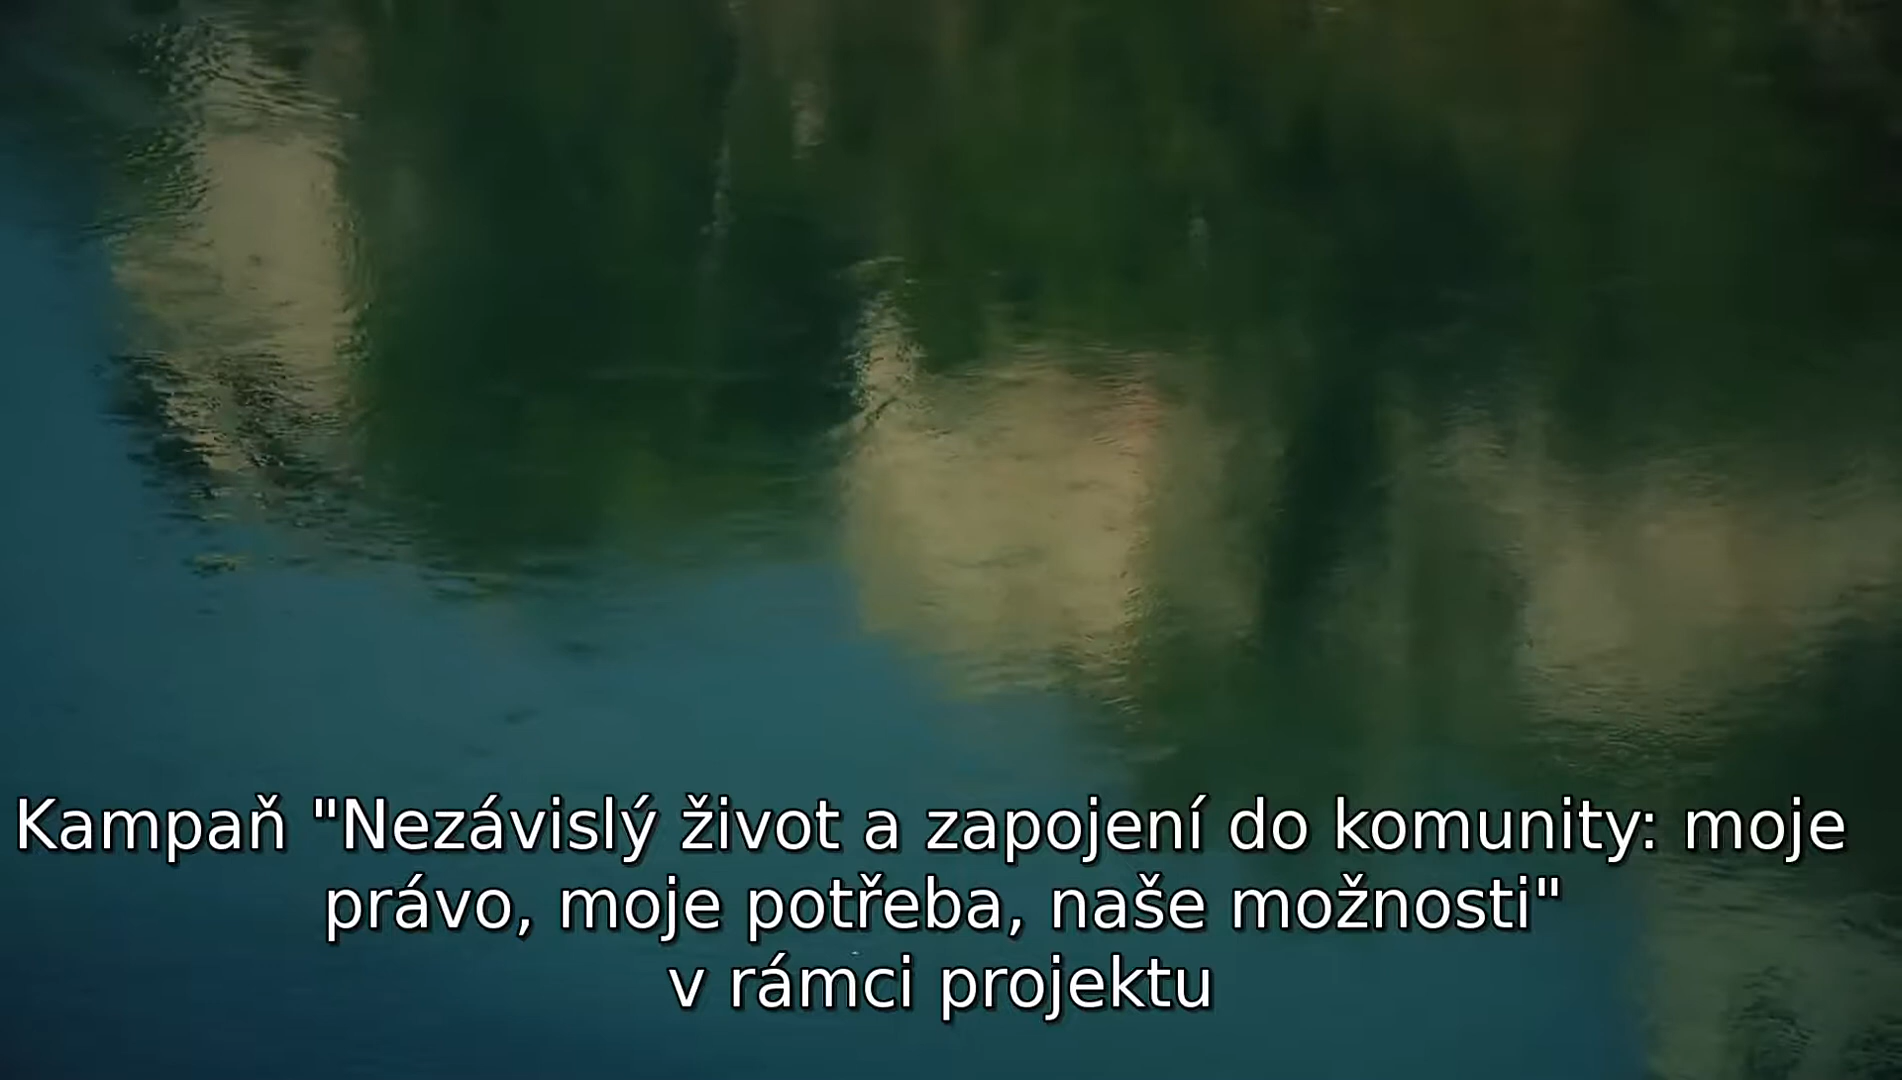 Kampaň "Nezávislý život a zapojení do komunity: moje
právo, moje potřeba, naše možnosti"
v rámci projektu